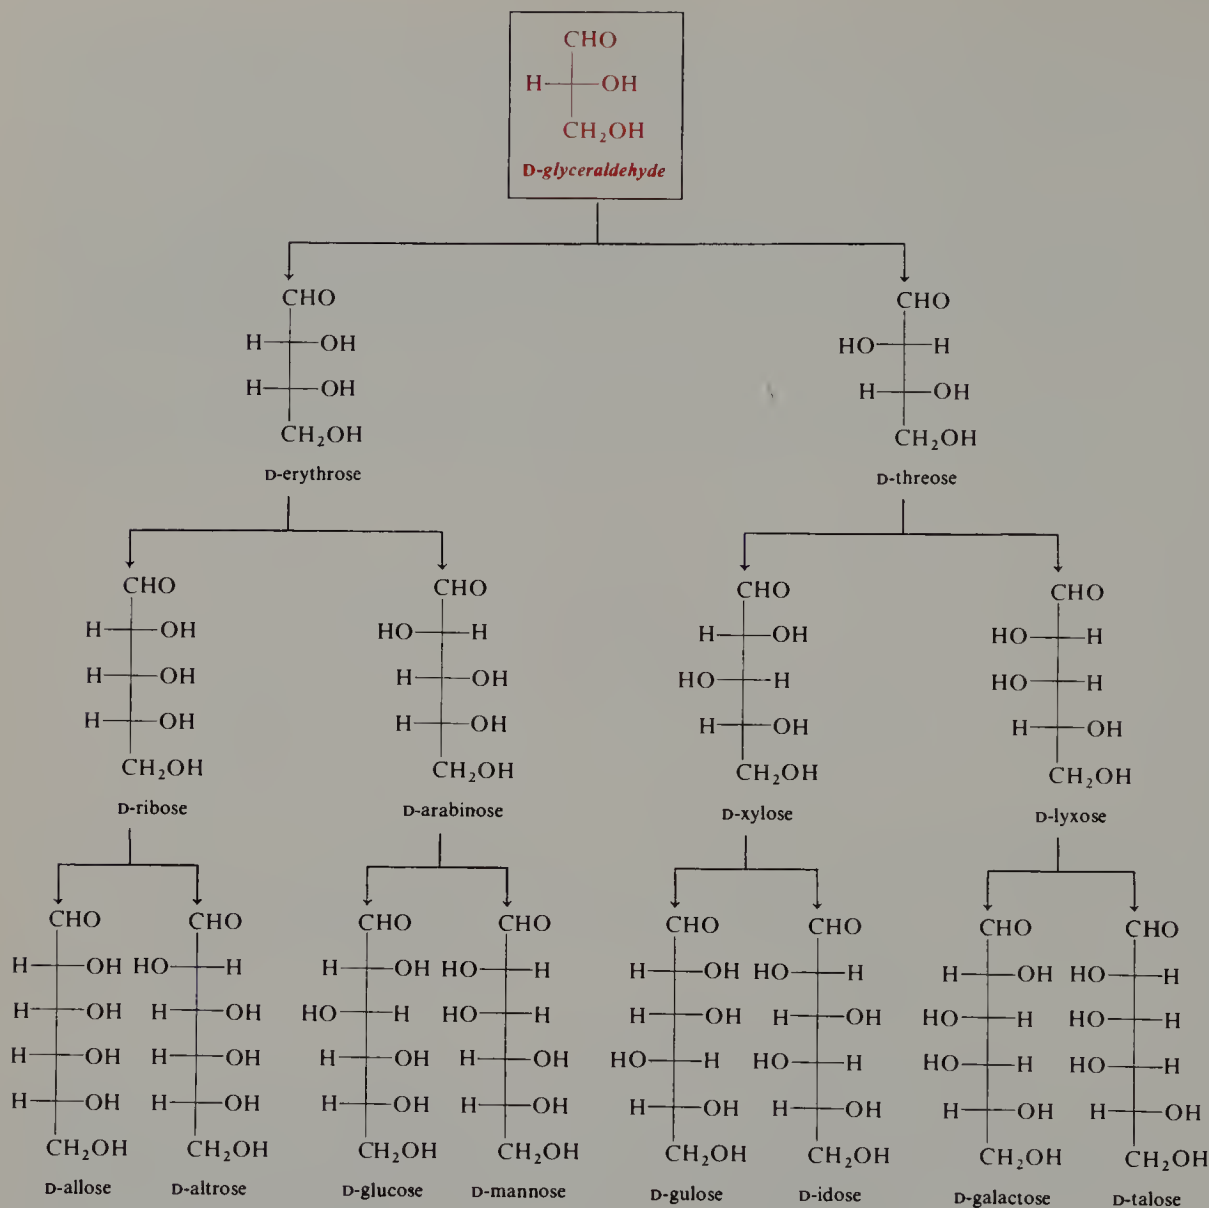 CHO
H OH
CH₂OH
D-glyceraldehyde
CHO CHO
H OH HO H
H OH H OH
CH₂OH CH₂OH
D-erythrose D-threose
CHO CHO CHO CHO
H OH HO H H OH HO H
H OH H OH HO H HO H
H OH H OH H OH H OH
CH₂OH CH₂OH CH₂OH CH₂OH
D-ribose D-arabinose D-xylose D-lyxose
CHO CHO CHO CHO CHO CHO CHO CHO
H OH HO H H OH HO H H OH HO H H OH HO H
H OH H OH HO H HO H H OH H OH HO H HO H
H OH H OH H OH H OH HO H HO H HO H HO H
H OH H OH H OH H OH H OH H OH H OH H OH
CH₂OH CH₂OH CH₂OH CH₂OH CH₂OH CH₂OH CH₂OH CH₂OH
D-allose D-altrose D-glucose D-mannose D-gulose D-idose D-galactose D-talose